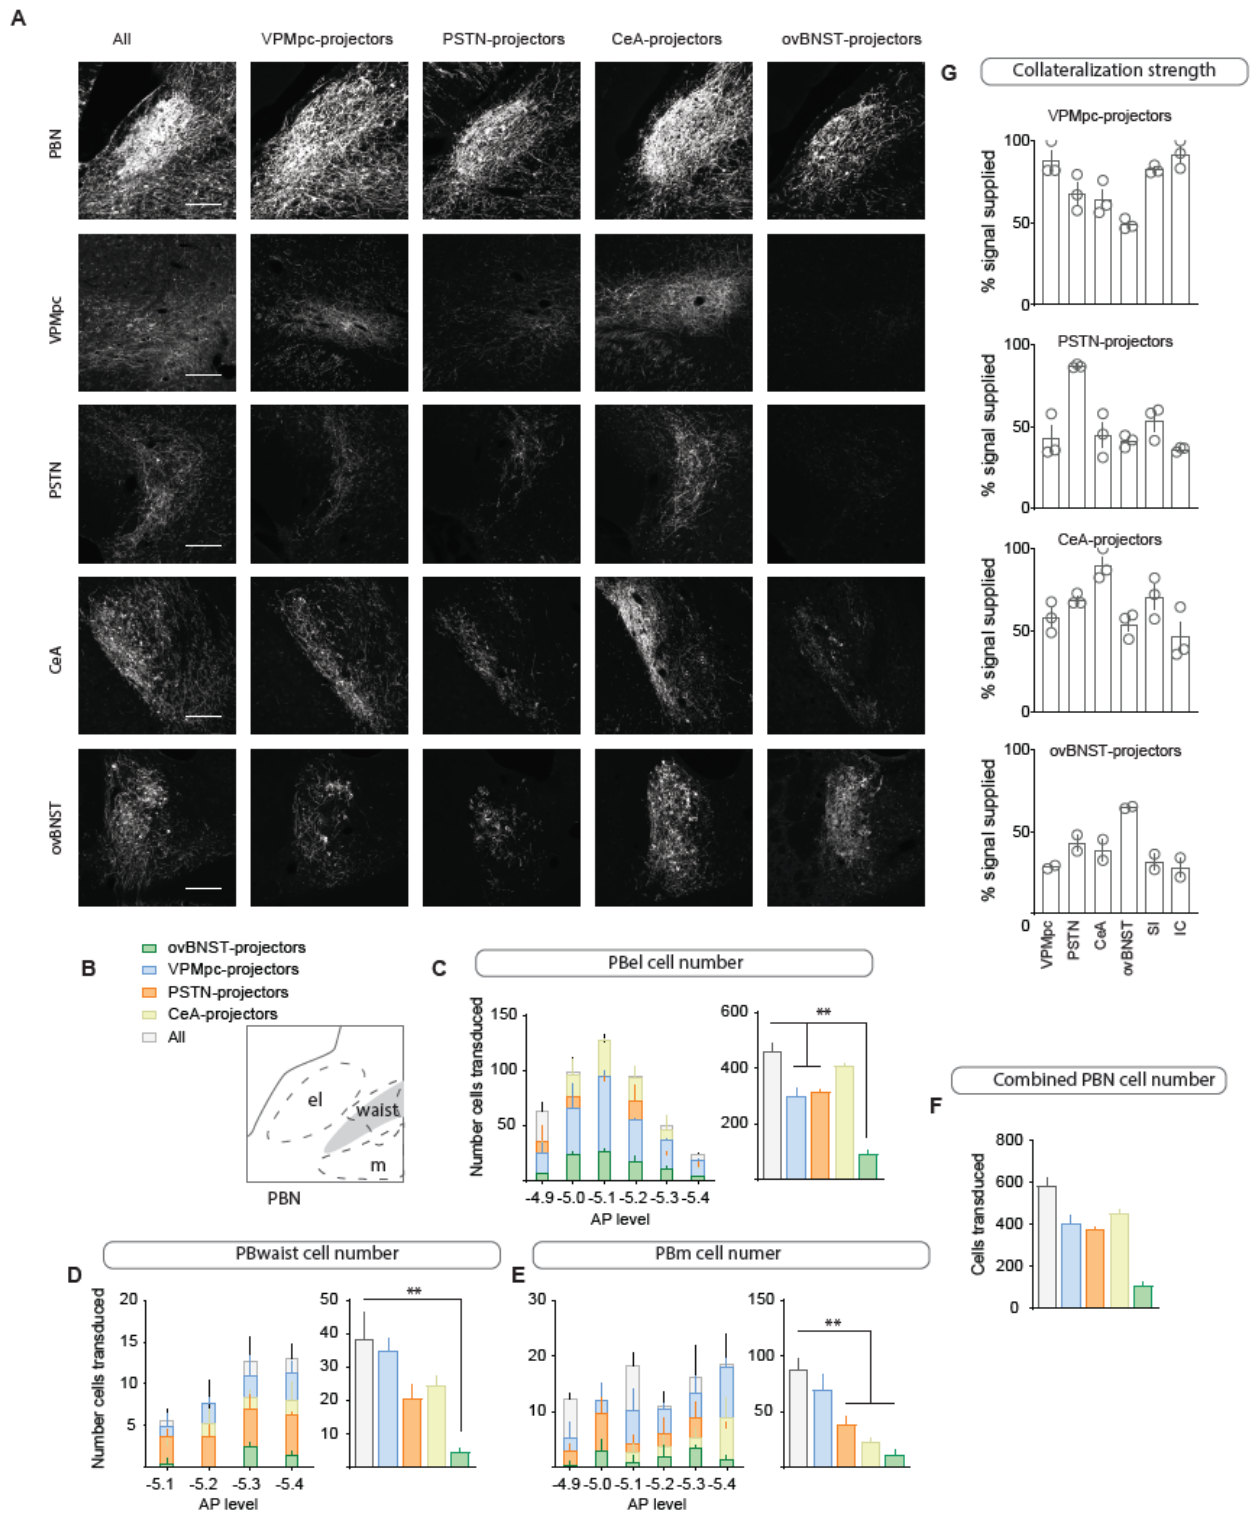 A
All
VPMpc-projectors
PSTN-projectors
CeA-projectors
ovBNST-projectors
PBN
VPMpc
PSTN
CeA
ovBNST
G
Collateralization strength
VPMpc-projectors
100
50
0
% signal supplied
PSTN-projectors
100
50
0
% signal supplied
CeA-projectors
100
50
0
% signal supplied
ovBNST-projectors
100
50
0
% signal supplied
VPMpc
PSTN
CeA
ovBNST
SI
IC
B
ovBNST-projectors
VPMpc-projectors
PSTN-projectors
CeA-projectors
All
el
waist
m
PBN
C
PBel cell number
Number cells transduced
150
100
50
-4.9 -5.0 -5.1 -5.2 -5.3 -5.4
AP level
600
400
200
**
F
Combined PBN cell number
Cells transduced
800
600
400
200
0
D
PBwaist cell number
Number cells transduced
20
15
10
5
-5.1 -5.2 -5.3 -5.4
AP level
50
40
30
20
10
**
E
PBm cell numer
30
20
10
-4.9 -5.0 -5.1 -5.2 -5.3 -5.4
AP level
150
100
50
**